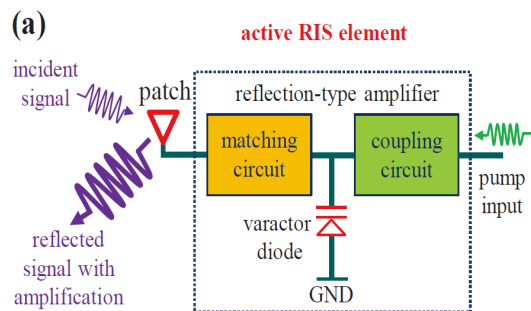 (a)
active RIS element
incident
signal
patch
reflection-type amplifier
matching
circuit
coupling
circuit
pump
input
varactor
diode
GND
reflected
signal with
amplification